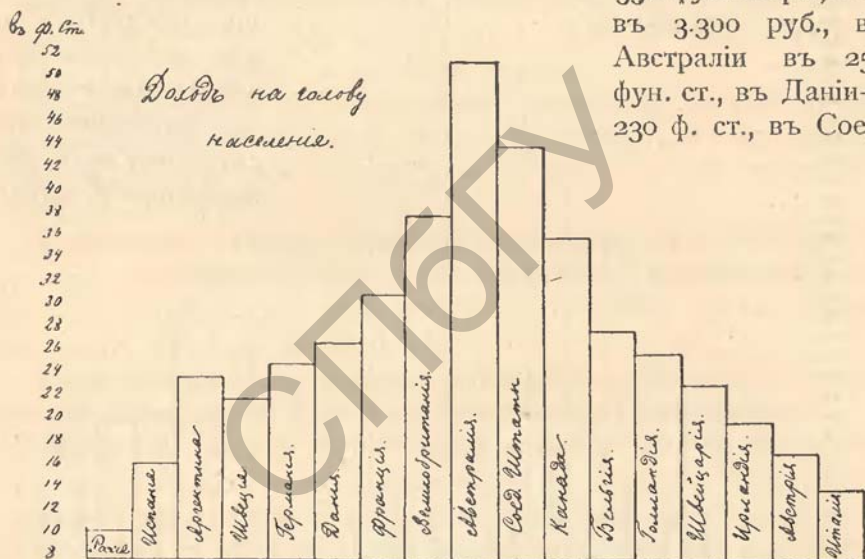 въ 3.300 руб., в
Австраліи въ 25
фун. ст., въ Даніи-
230 ф. ст., въ Сое
въ ф. Ст.
Доходъ на голову
населенія.
52
50
48
46
44
42
40
38
36
34
32
30
28
26
24
22
20
18
16
14
12
10
8
Россія
Испанія
Аргентина
Швеція
Германія.
Данія.
Франція.
Великобританія.
Австралія.
Соед. Штаты
Канада.
Бельгія.
Голландія.
Швейцарія.
Ирландія.
Австрія
Италія
СПбГУ